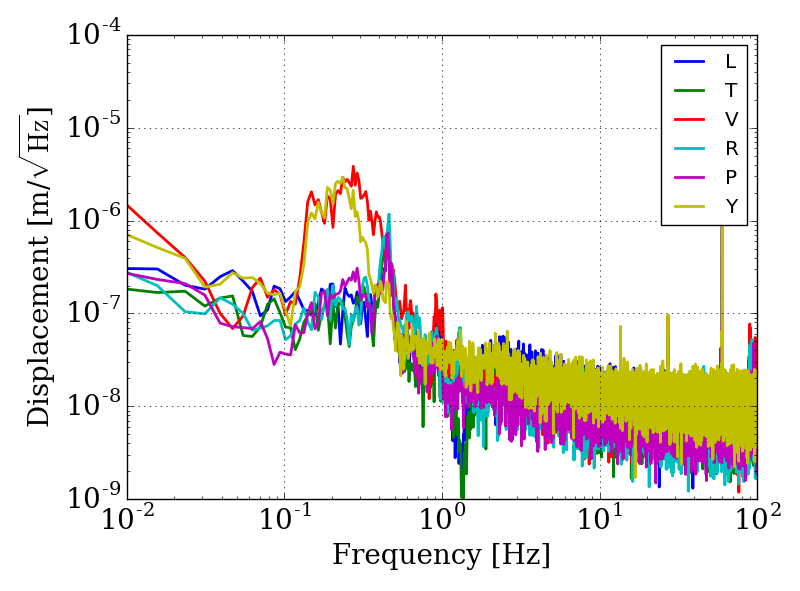 10^-4
10^-5
10^-6
10^-7
10^-8
10^-9
Displacement [m/√Hz]
10^-2 10^-1 10^0 10^1 10^2
Frequency [Hz]
L
T
V
R
P
Y